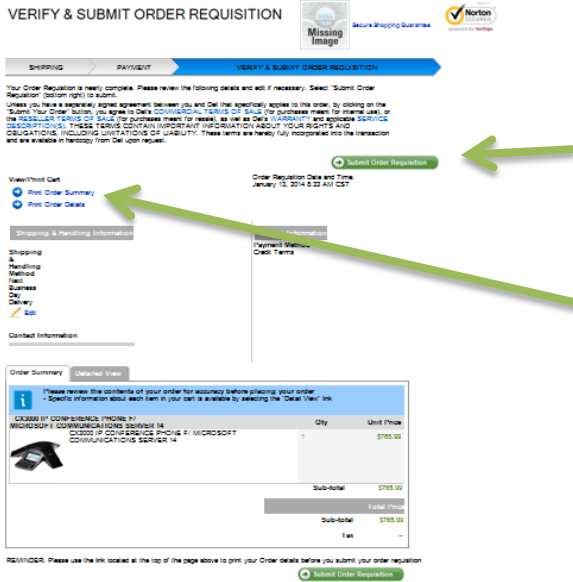 VERIFY & SUBMIT ORDER REQUISITION
Missing
Image
Secure Shopping Guarantee
Norton
SECURED
powered by VeriSign
SHIPPING
PAYMENT
VERIFY & SUBMIT ORDER REQUISITION
Your Order Requisition is nearly complete. Please review the following details and edit if necessary. Select "Submit Order
Requisition" (bottom right) to submit.
Unless you have a separately signed agreement between you and Dell that specifically applies to this order, by clicking on the
"Submit Your Order" button, you agree to Dell's COMMERCIAL TERMS OF SALE (for purchases meant for internal use), or
the RESELLER TERMS OF SALE (for purchases meant for resale), as well as Dell's WARRANTY and applicable SERVICE
DESCRIPTION(S). THESE TERMS CONTAIN IMPORTANT INFORMATION ABOUT YOUR RIGHTS AND
OBLIGATIONS, INCLUDING LIMITATIONS OF LIABILITY. These terms are hereby fully incorporated into the transaction
and are available in hardcopy from Dell upon request.
Submit Order Requisition
View/Print Cart
Print Order Summary
Print Order Details
Order Requisition Date and Time:
January 13, 2014 8:33 AM CST
Shipping & Handling Information
Shipping
&
Handling
Method
Next
Business
Day
Delivery
Edit
Information
Payment Method
Credit Terms
Contact Information
Order Summary
Detailed View
Please review the contents of your order for accuracy before placing your order
- Specific information about each item in your cart is available by selecting the "Detail View" link
CX3000 IP CONFERENCE PHONE F/
MICROSOFT COMMUNICATIONS SERVER 14
Qty
Unit Price
CX3000 IP CONFERENCE PHONE F/ MICROSOFT
COMMUNICATIONS SERVER 14
1
$765.99
Sub-total
$765.99
Total Price
Sub-total
$765.99
Tax
--
REMINDER: Please use the link located at the top of the page above to print your Order details before you submit your order requisition
Submit Order Requisition